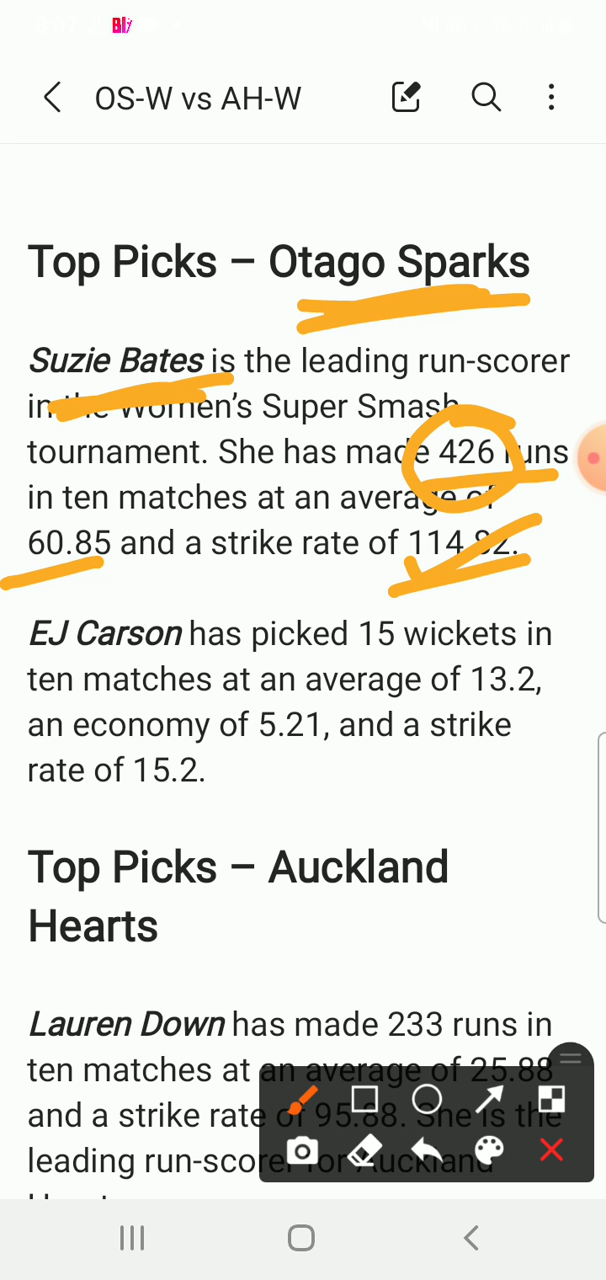 OS-W vs AH-W
Top Picks – Otago Sparks
Suzie Bates is the leading run-scorer
in the Women's Super Smash
tournament. She has made 426 runs
in ten matches at an average of
60.85 and a strike rate of 114.82.
EJ Carson has picked 15 wickets in
ten matches at an average of 13.2,
an economy of 5.21, and a strike
rate of 15.2.
Top Picks – Auckland
Hearts
Lauren Down has made 233 runs in
ten matches at an average of 25.88
and a strike rate of 95.88. She is the
leading run-scorer for Auckland